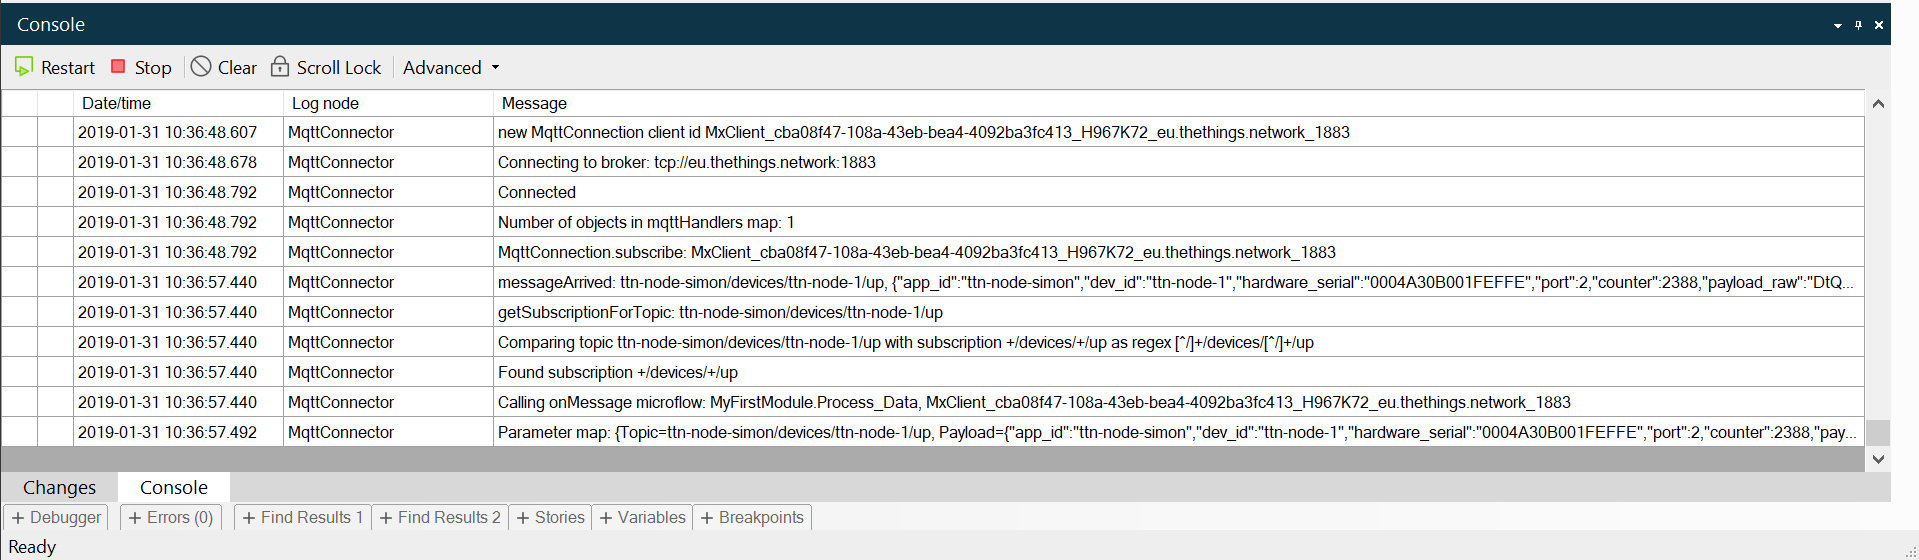 Console
Restart Stop Clear Scroll Lock Advanced
Date/time Log node Message
2019-01-31 10:36:48.607 MqttConnector new MqttConnection client id MxClient_cba08f47-108a-43eb-bea4-4092ba3fc413_H967K72_eu.thethings.network_1883
2019-01-31 10:36:48.678 MqttConnector Connecting to broker: tcp://eu.thethings.network:1883
2019-01-31 10:36:48.792 MqttConnector Connected
2019-01-31 10:36:48.792 MqttConnector Number of objects in mqttHandlers map: 1
2019-01-31 10:36:48.792 MqttConnector MqttConnection.subscribe: MxClient_cba08f47-108a-43eb-bea4-4092ba3fc413_H967K72_eu.thethings.network_1883
2019-01-31 10:36:57.440 MqttConnector messageArrived: ttn-node-simon/devices/ttn-node-1/up, {"app_id":"ttn-node-simon","dev_id":"ttn-node-1","hardware_serial":"0004A30B001FEFFE","port":2,"counter":2388,"payload_raw":"DtQ...
2019-01-31 10:36:57.440 MqttConnector getSubscriptionForTopic: ttn-node-simon/devices/ttn-node-1/up
2019-01-31 10:36:57.440 MqttConnector Comparing topic ttn-node-simon/devices/ttn-node-1/up with subscription +/devices/+/up as regex [^/]+/devices/[^/]+/up
2019-01-31 10:36:57.440 MqttConnector Found subscription +/devices/+/up
2019-01-31 10:36:57.440 MqttConnector Calling onMessage microflow: MyFirstModule.Process_Data, MxClient_cba08f47-108a-43eb-bea4-4092ba3fc413_H967K72_eu.thethings.network_1883
2019-01-31 10:36:57.492 MqttConnector Parameter map: {Topic=ttn-node-simon/devices/ttn-node-1/up, Payload={"app_id":"ttn-node-simon","dev_id":"ttn-node-1","hardware_serial":"0004A30B001FEFFE","port":2,"counter":2388,"pay...
Changes Console
+ Debugger + Errors (0) + Find Results 1 + Find Results 2 + Stories + Variables + Breakpoints
Ready